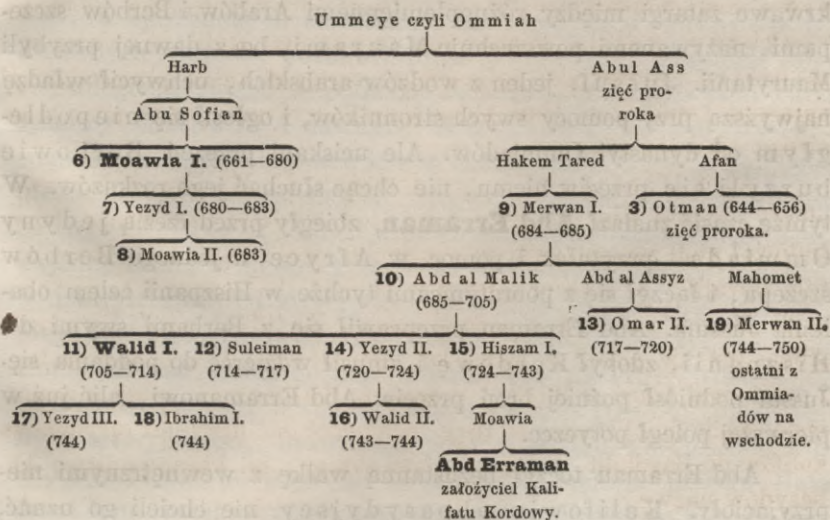 Ummeye czyli Ommiah
Harb
Abul Ass
zięć pro-
roka
Abu Sofian
6) Moawia I. (661—680)
Hakem Tared
Afan
7) Yezyd I. (680—683)
9) Merwan I.
(684—685)
3) Otman (644—656)
zięć proroka.
8) Moawia II. (683)
10) Abd al Malik
(685—705)
Abd al Assyz
Mahomet
13) Omar II.
(717—720)
19) Merwan II.
(744—750)
ostatni z
Ommia-
dów na
wschodzie.
11) Walid I.
(705—714)
12) Suleiman
(714—717)
14) Yezyd II.
(720—724)
15) Hiszam I.
(724—743)
17) Yezyd III.
(744)
18) Ibrahim I.
(744)
16) Walid II.
(743—744)
Moawia
Abd Erraman
założyciel Kali-
fatu Kordowy.